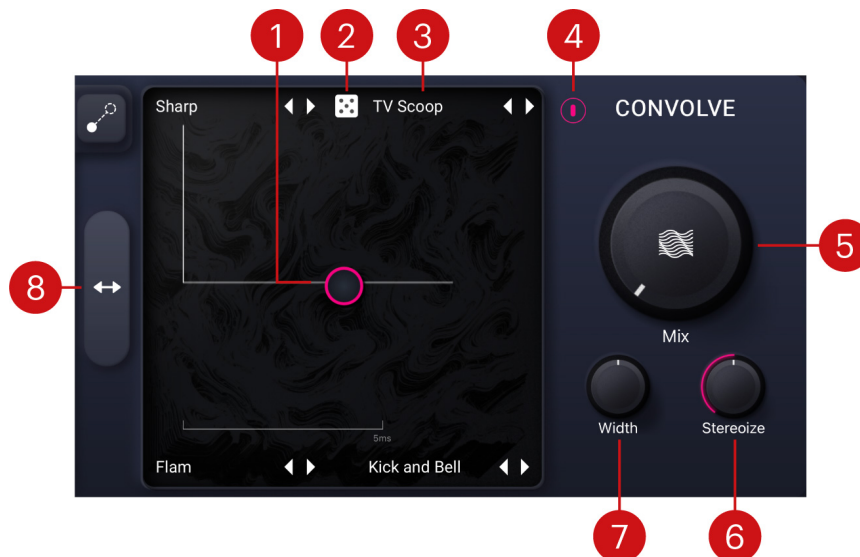 1
2
3
4
Sharp
TV Scoop
CONVOLVE
5
8
Mix
Width
Stereoize
5ms
Flam
Kick and Bell
7
6